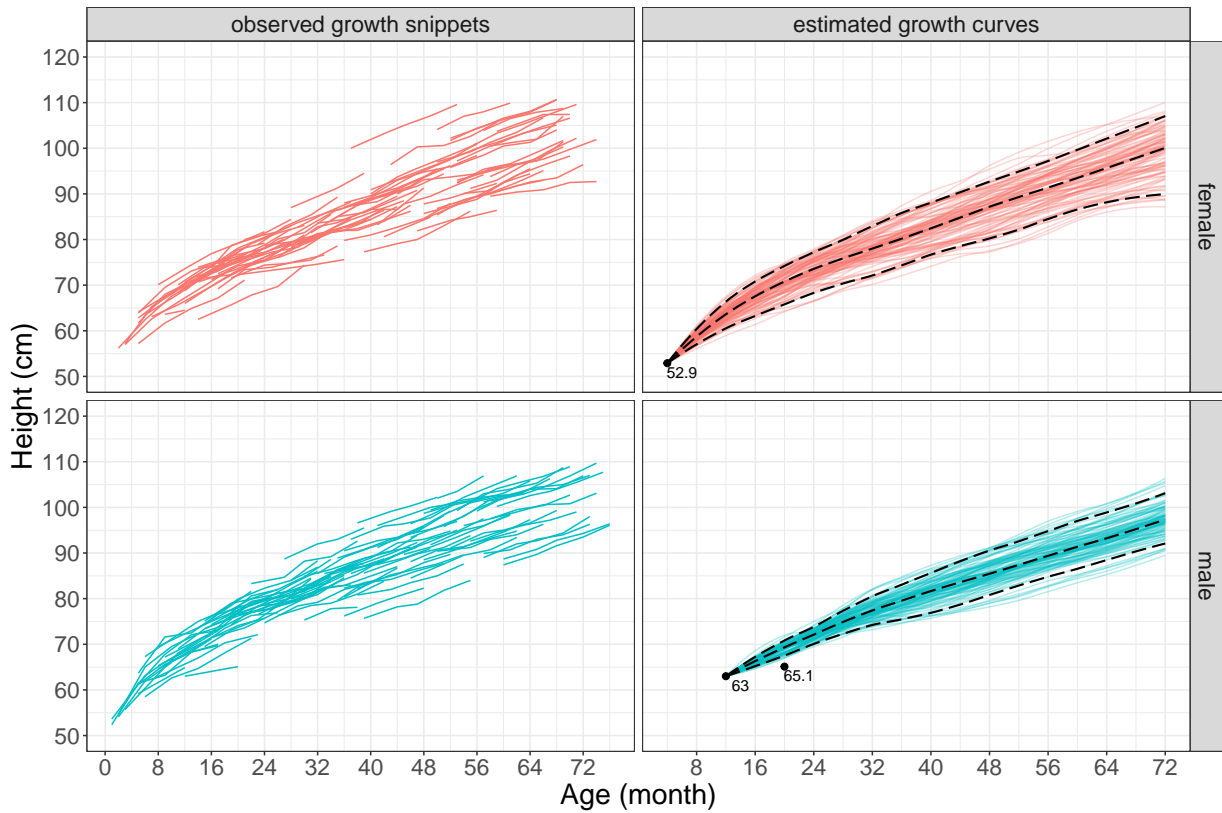 observed growth snippets
estimated growth curves
120
110
100
90
80
70
60
50
52.9
female
Height (cm)
120
110
100
90
80
70
60
50
63
65.1
male
0 8 16 24 32 40 48 56 64 72
8 16 24 32 40 48 56 64 72
Age (month)